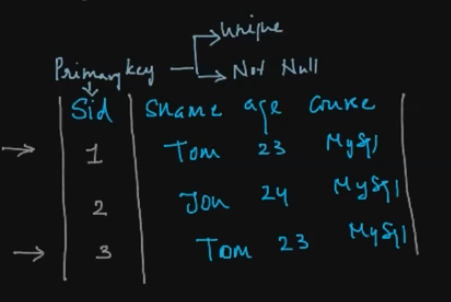 Unique
Primary key
Not Null
Sid Sname age course
1 Tom 23 MySql
2 Jon 24 MySql
3 Tom 23 MySql